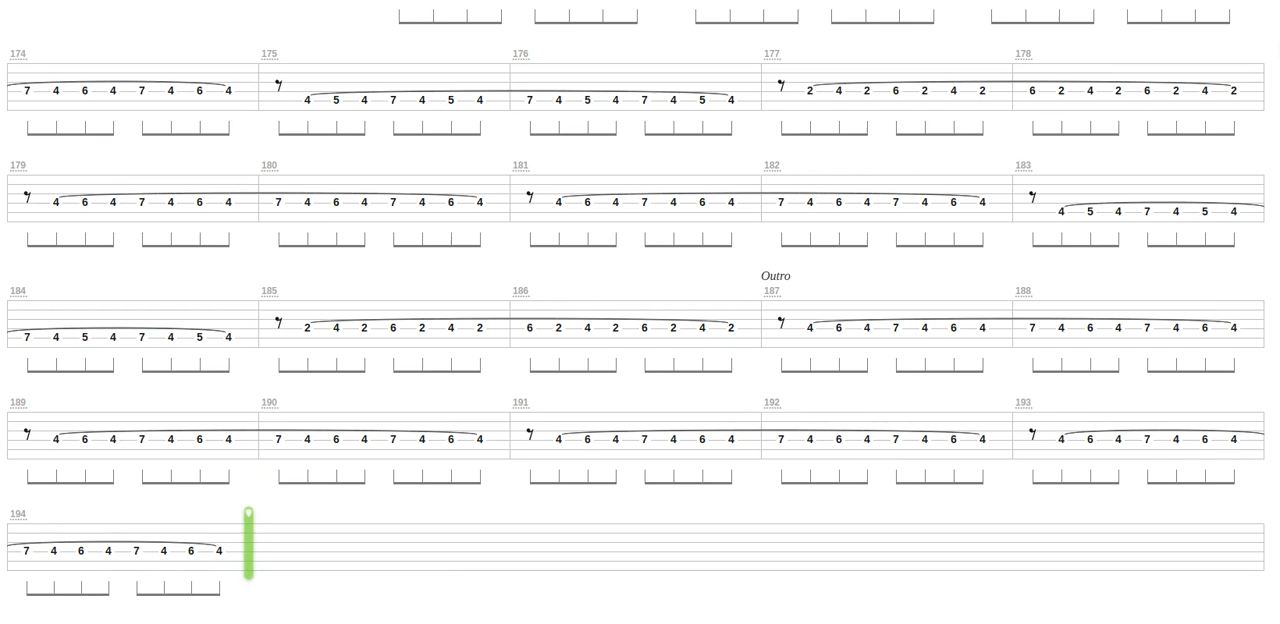 174 175 176 177 178
7 4 6 4 7 4 6 4 4 5 4 7 4 5 4 7 4 5 4 7 4 5 4 2 4 2 6 2 4 2 6 2 4 2 6 2 4 2
179 180 181 182 183
4 6 4 7 4 6 4 7 4 6 4 7 4 6 4 4 6 4 7 4 6 4 7 4 6 4 7 4 6 4 4 5 4 7 4 5 4
Outro
184 185 186 187 188
7 4 5 4 7 4 5 4 2 4 2 6 2 4 2 6 2 4 2 6 2 4 2 4 6 4 7 4 6 4 7 4 6 4 7 4 6 4
189 190 191 192 193
4 6 4 7 4 6 4 7 4 6 4 7 4 6 4 4 6 4 7 4 6 4 7 4 6 4 7 4 6 4 4 6 4 7 4 6 4
194
7 4 6 4 7 4 6 4